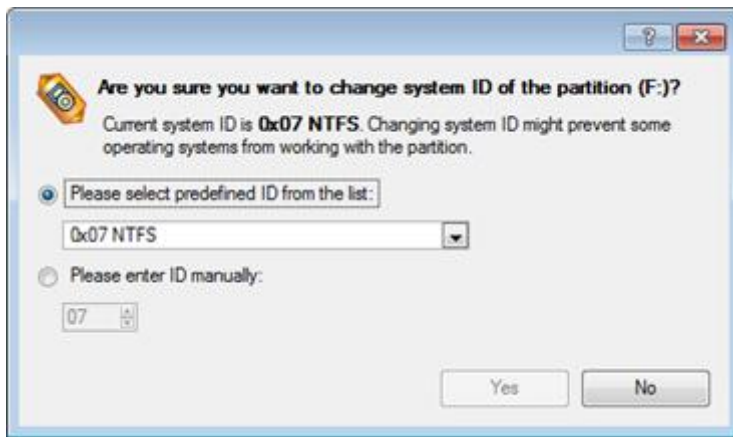 Are you sure you want to change system ID of the partition (F:)?
Current system ID is 0x07 NTFS. Changing system ID might prevent some
operating systems from working with the partition.
Please select predefined ID from the list:
0x07 NTFS
Please enter ID manually:
07
Yes No